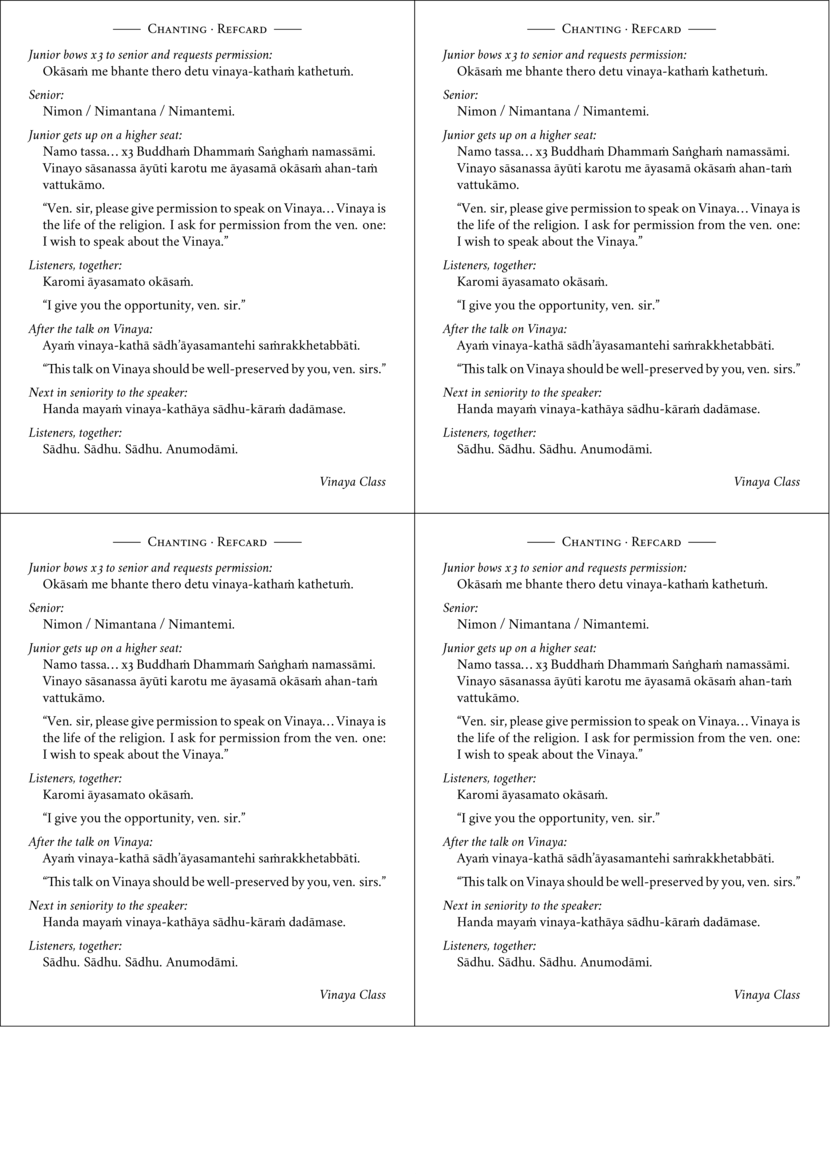 Chanting · Refcard
Junior bows x3 to senior and requests permission:
Okāsaṁ me bhante thero detu vinaya-kathaṁ kathetuṁ.
Senior:
Nimon / Nimantana / Nimantemi.
Junior gets up on a higher seat:
Namo tassa… x3 Buddhaṁ Dhammaṁ Saṅghaṁ namassāmi.
Vinayo sāsanassa āyūti karotu me āyasamā okāsaṁ ahan-taṁ
vattukāmo.
“Ven. sir, please give permission to speak on Vinaya… Vinaya is
the life of the religion. I ask for permission from the ven. one:
I wish to speak about the Vinaya.”
Listeners, together:
Karomi āyasamato okāsaṁ.
“I give you the opportunity, ven. sir.”
After the talk on Vinaya:
Ayaṁ vinaya-kathā sādh’āyasamantehi saṁrakkhetabbāti.
“This talk on Vinaya should be well-preserved by you, ven. sirs.”
Next in seniority to the speaker:
Handa mayaṁ vinaya-kathāya sādhu-kāraṁ dadāmase.
Listeners, together:
Sādhu. Sādhu. Sādhu. Anumodāmi.
Vinaya Class
Chanting · Refcard
Junior bows x3 to senior and requests permission:
Okāsaṁ me bhante thero detu vinaya-kathaṁ kathetuṁ.
Senior:
Nimon / Nimantana / Nimantemi.
Junior gets up on a higher seat:
Namo tassa… x3 Buddhaṁ Dhammaṁ Saṅghaṁ namassāmi.
Vinayo sāsanassa āyūti karotu me āyasamā okāsaṁ ahan-taṁ
vattukāmo.
“Ven. sir, please give permission to speak on Vinaya… Vinaya is
the life of the religion. I ask for permission from the ven. one:
I wish to speak about the Vinaya.”
Listeners, together:
Karomi āyasamato okāsaṁ.
“I give you the opportunity, ven. sir.”
After the talk on Vinaya:
Ayaṁ vinaya-kathā sādh’āyasamantehi saṁrakkhetabbāti.
“This talk on Vinaya should be well-preserved by you, ven. sirs.”
Next in seniority to the speaker:
Handa mayaṁ vinaya-kathāya sādhu-kāraṁ dadāmase.
Listeners, together:
Sādhu. Sādhu. Sādhu. Anumodāmi.
Vinaya Class
Chanting · Refcard
Junior bows x3 to senior and requests permission:
Okāsaṁ me bhante thero detu vinaya-kathaṁ kathetuṁ.
Senior:
Nimon / Nimantana / Nimantemi.
Junior gets up on a higher seat:
Namo tassa… x3 Buddhaṁ Dhammaṁ Saṅghaṁ namassāmi.
Vinayo sāsanassa āyūti karotu me āyasamā okāsaṁ ahan-taṁ
vattukāmo.
“Ven. sir, please give permission to speak on Vinaya… Vinaya is
the life of the religion. I ask for permission from the ven. one:
I wish to speak about the Vinaya.”
Listeners, together:
Karomi āyasamato okāsaṁ.
“I give you the opportunity, ven. sir.”
After the talk on Vinaya:
Ayaṁ vinaya-kathā sādh’āyasamantehi saṁrakkhetabbāti.
“This talk on Vinaya should be well-preserved by you, ven. sirs.”
Next in seniority to the speaker:
Handa mayaṁ vinaya-kathāya sādhu-kāraṁ dadāmase.
Listeners, together:
Sādhu. Sādhu. Sādhu. Anumodāmi.
Vinaya Class
Chanting · Refcard
Junior bows x3 to senior and requests permission:
Okāsaṁ me bhante thero detu vinaya-kathaṁ kathetuṁ.
Senior:
Nimon / Nimantana / Nimantemi.
Junior gets up on a higher seat:
Namo tassa… x3 Buddhaṁ Dhammaṁ Saṅghaṁ namassāmi.
Vinayo sāsanassa āyūti karotu me āyasamā okāsaṁ ahan-taṁ
vattukāmo.
“Ven. sir, please give permission to speak on Vinaya… Vinaya is
the life of the religion. I ask for permission from the ven. one:
I wish to speak about the Vinaya.”
Listeners, together:
Karomi āyasamato okāsaṁ.
“I give you the opportunity, ven. sir.”
After the talk on Vinaya:
Ayaṁ vinaya-kathā sādh’āyasamantehi saṁrakkhetabbāti.
“This talk on Vinaya should be well-preserved by you, ven. sirs.”
Next in seniority to the speaker:
Handa mayaṁ vinaya-kathāya sādhu-kāraṁ dadāmase.
Listeners, together:
Sādhu. Sādhu. Sādhu. Anumodāmi.
Vinaya Class